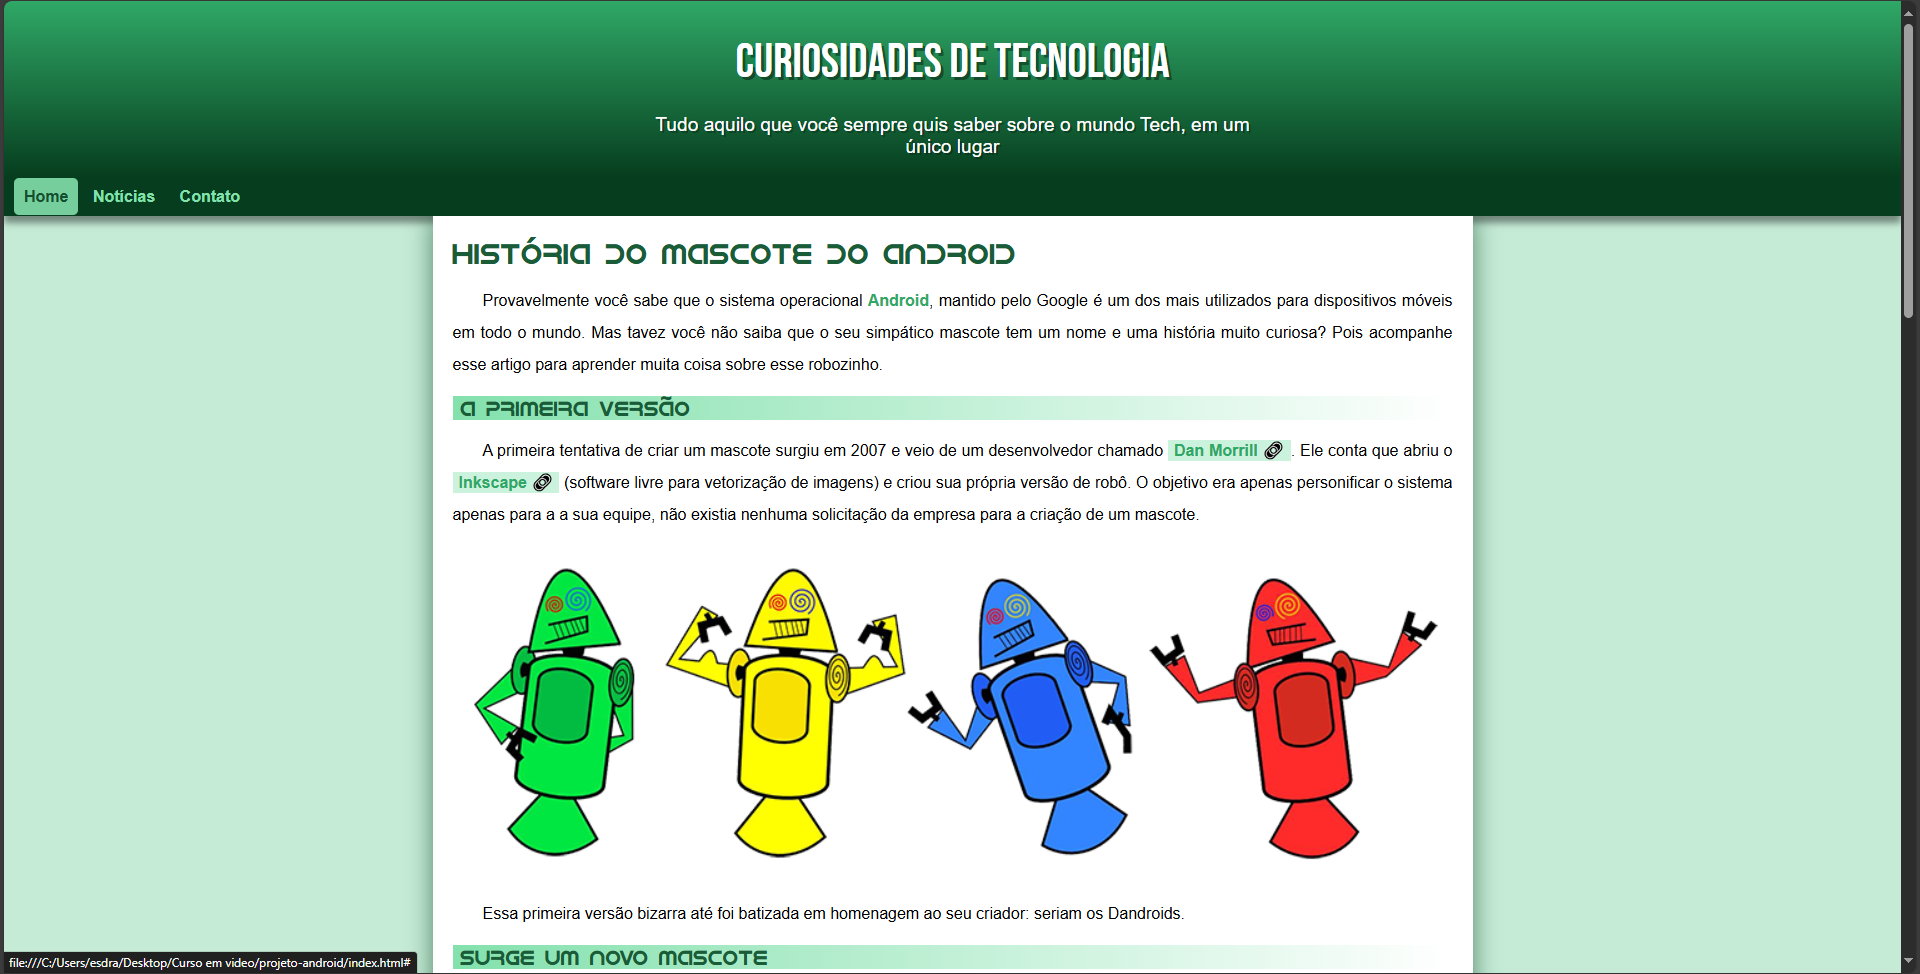 CURIOSIDADES DE TECNOLOGIA
Tudo aquilo que você sempre quis saber sobre o mundo Tech, em um
único lugar
Home Notícias Contato
HISTÓRIA DO MASCOTE DO ANDROID
Provavelmente você sabe que o sistema operacional Android, mantido pelo Google é um dos mais utilizados para dispositivos móveis
em todo o mundo. Mas tavez você não saiba que o seu simpático mascote tem um nome e uma história muito curiosa? Pois acompanhe
esse artigo para aprender muita coisa sobre esse robozinho.
A PRIMEIRA VERSÃO
A primeira tentativa de criar um mascote surgiu em 2007 e veio de um desenvolvedor chamado Dan Morrill . Ele conta que abriu o
Inkscape (software livre para vetorização de imagens) e criou sua própria versão de robô. O objetivo era apenas personificar o sistema
apenas para a a sua equipe, não existia nenhuma solicitação da empresa para a criação de um mascote.
Essa primeira versão bizarra até foi batizada em homenagem ao seu criador: seriam os Dandroids.
SURGE UM NOVO MASCOTE
file:///C:/Users/esdra/Desktop/Curso em video/projeto-android/index.html#